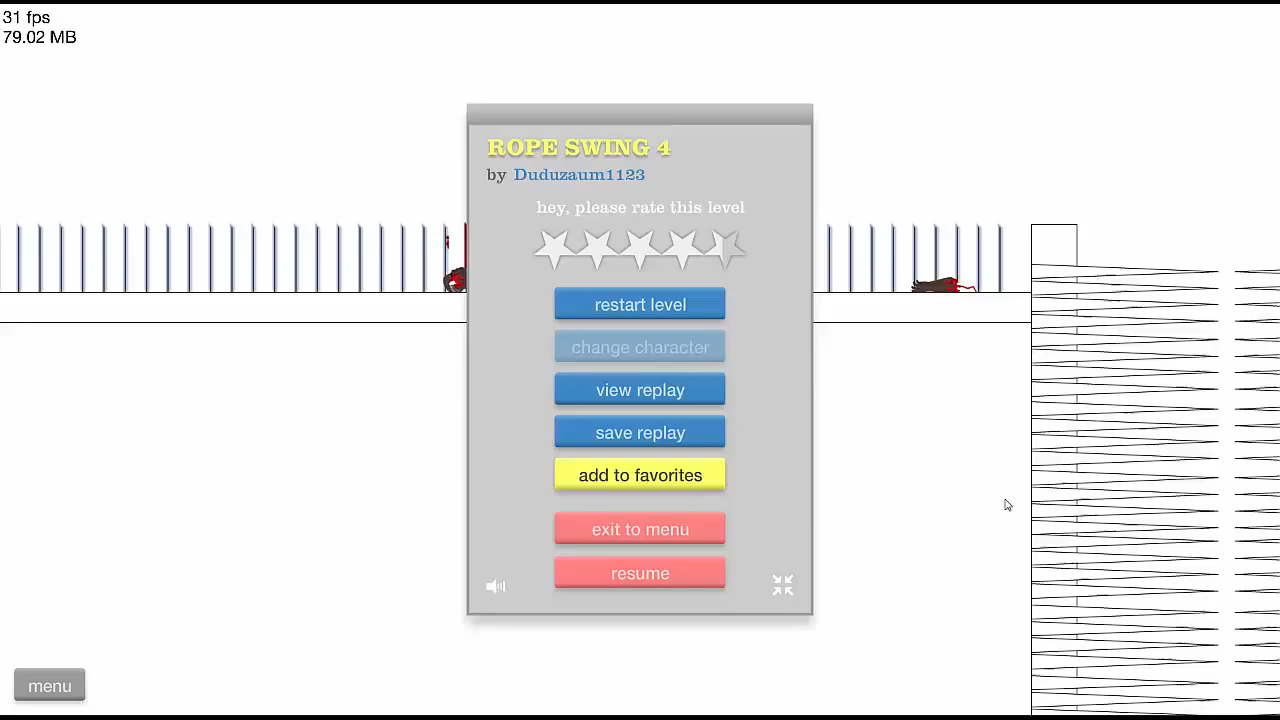 31 fps
79.02 MB
ROPE SWING 4
by Duduzaum1123
hey, please rate this level
restart level
change character
view replay
save replay
add to favorites
exit to menu
resume
menu